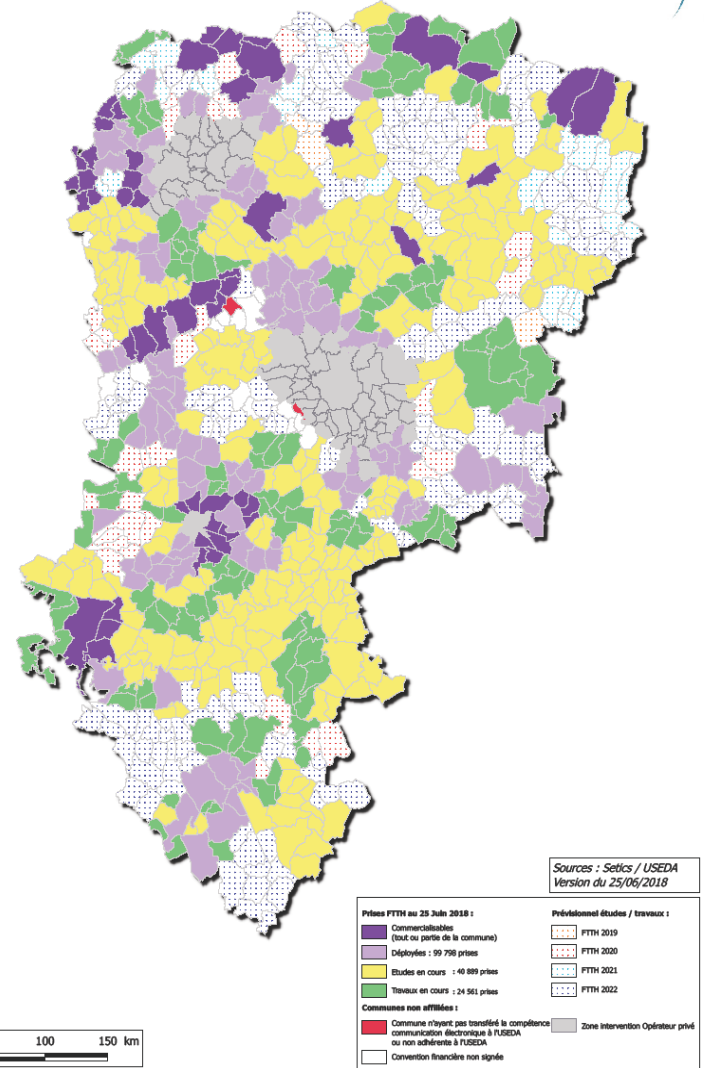 Sources : Setics / USEDA
Version du 25/06/2018
Prises FTTH au 25 Juin 2018 :
Commercialisables
(tout ou partie de la commune)
Déployées : 99 798 prises
Etudes en cours : 40 889 prises
Travaux en cours : 24 561 prises
Communes non affiliées :
Commune n'ayant pas transféré la compétence
communication électronique à l'USEDA
ou non adhérente à l'USEDA
Convention financière non signée
Prévisionnel études / travaux :
FTTH 2019
FTTH 2020
FTTH 2021
FTTH 2022
Zone intervention Opérateur privé
100 150 km